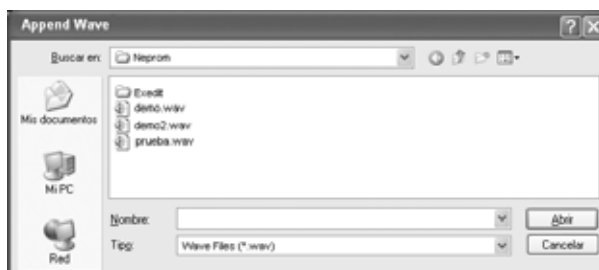 Append Wave
Buscar en: Neprom
Exedit
demo.wav
demo2.wav
prueba.wav
Mis documentos
Mi PC
Red
Nombre:
Abrir
Tipo: Wave Files (*.wav)
Cancelar